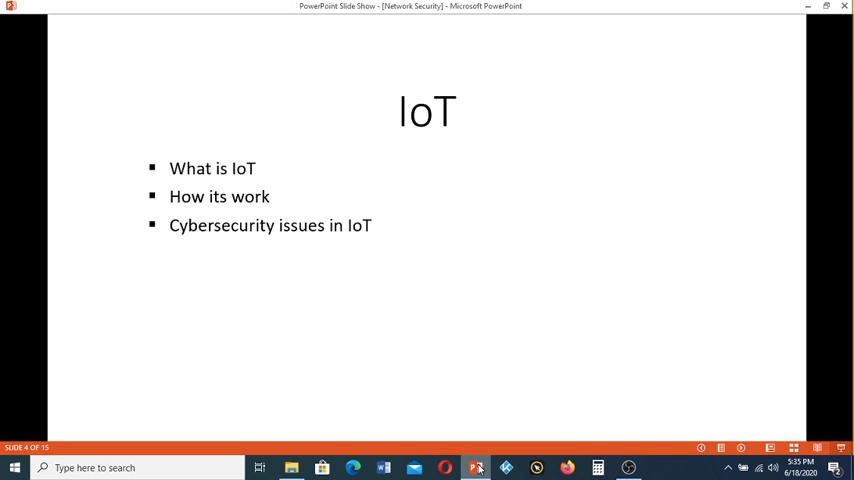 PowerPoint Slide Show - [Network Security] - Microsoft PowerPoint
IoT
What is IoT
How its work
Cybersecurity issues in IoT
SLIDE 4 OF 15
Type here to search
5:35 PM
6/18/2020
2